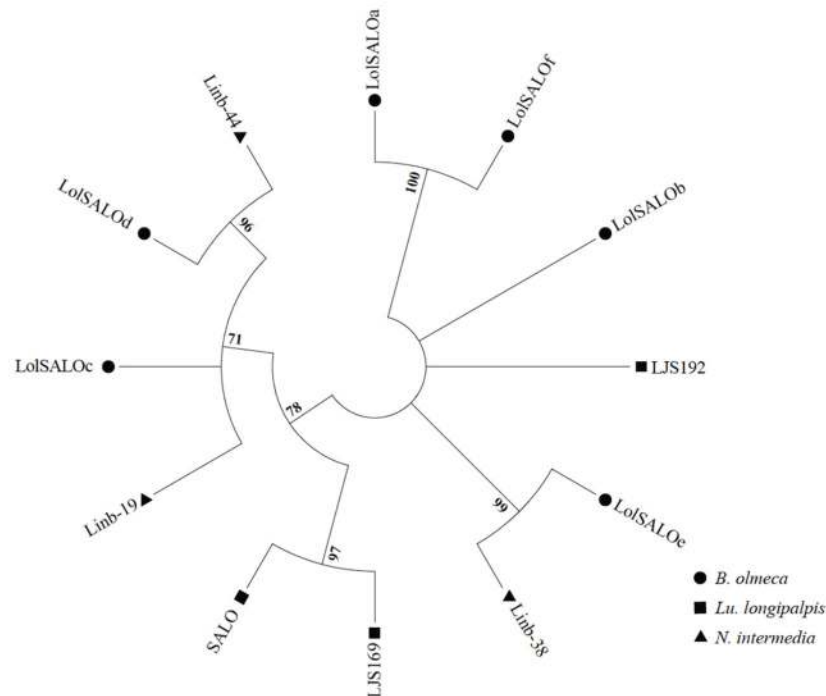 LolSALOa
LolSALOf
Linb-44
LolSALOb
LolSALOd
100
96
71
LolSALOc
LJS192
78
Linb-19
99
LolSALOe
97
SALO
LJS169
Linb-38
B. olmeca
Lu. longipalpis
N. intermedia